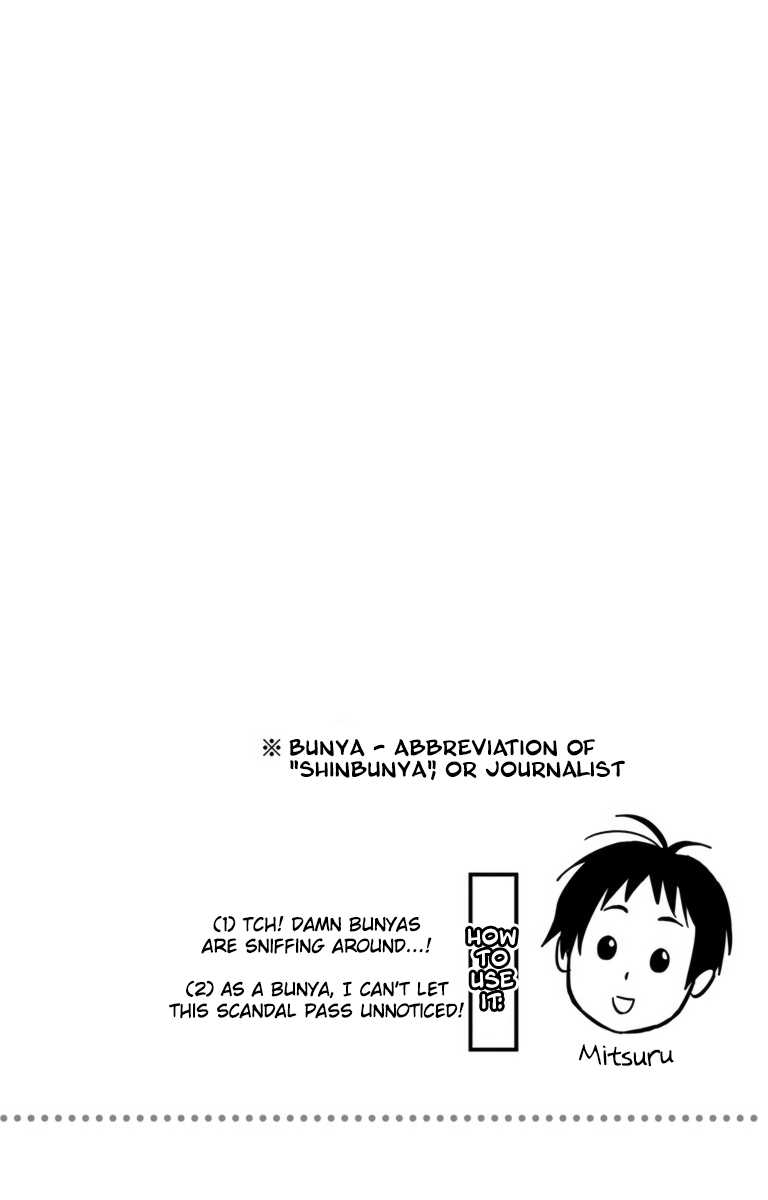 ※ BUNYA - ABBREVIATION OF
"SHINBUNYA", OR JOURNALIST
HOW
TO
USE
IT:
(1) TCH! DAMN BUNYAS
ARE SNIFFING AROUND...!
(2) AS A BUNYA, I CAN'T LET
THIS SCANDAL PASS UNNOTICED!
Mitsuru